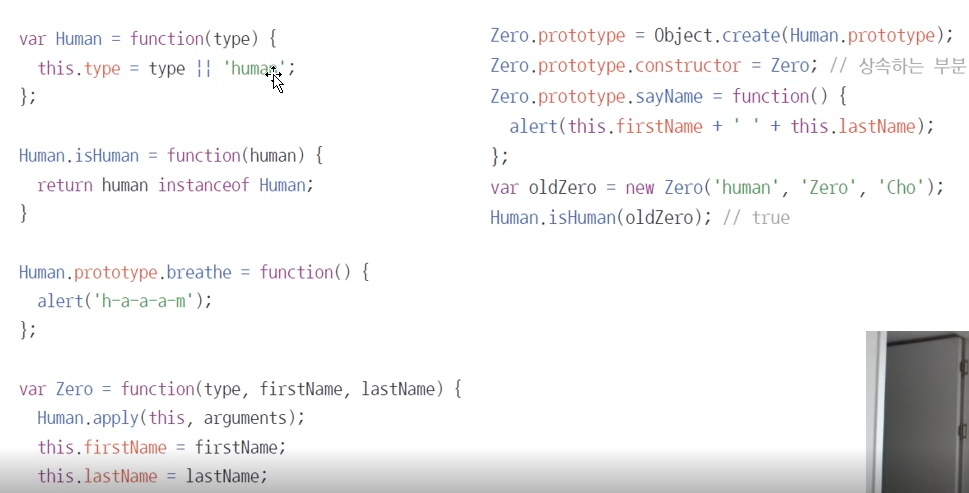 var Human = function(type) {
this.type = type || 'human';
};
Human.isHuman = function(human) {
return human instanceof Human;
}
Human.prototype.breathe = function() {
alert('h-a-a-a-m');
};
var Zero = function(type, firstName, lastName) {
Human.apply(this, arguments);
this.firstName = firstName;
this.lastName = lastName;
Zero.prototype = Object.create(Human.prototype);
Zero.prototype.constructor = Zero; // 상속하는 부분
Zero.prototype.sayName = function() {
alert(this.firstName + ' ' + this.lastName);
};
var oldZero = new Zero('human', 'Zero', 'Cho');
Human.isHuman(oldZero); // true